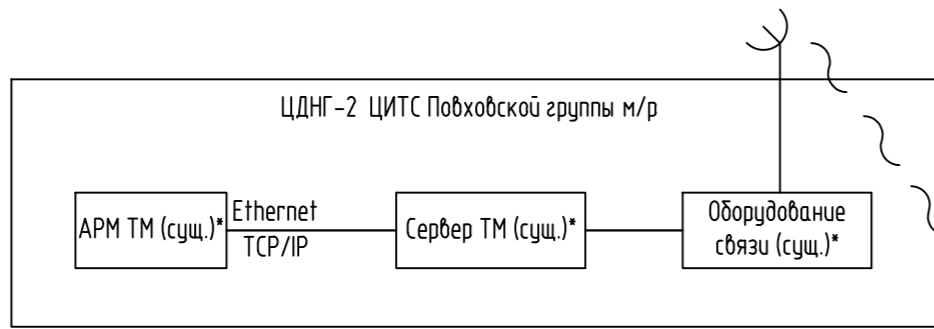 ЦДНГ-2 ЦИТС Повховской группы м/р
АРМ ТМ (сущ.)*
Ethernet
TCP/IP
Сервер ТМ (сущ.)*
Оборудование
связи (сущ.)*